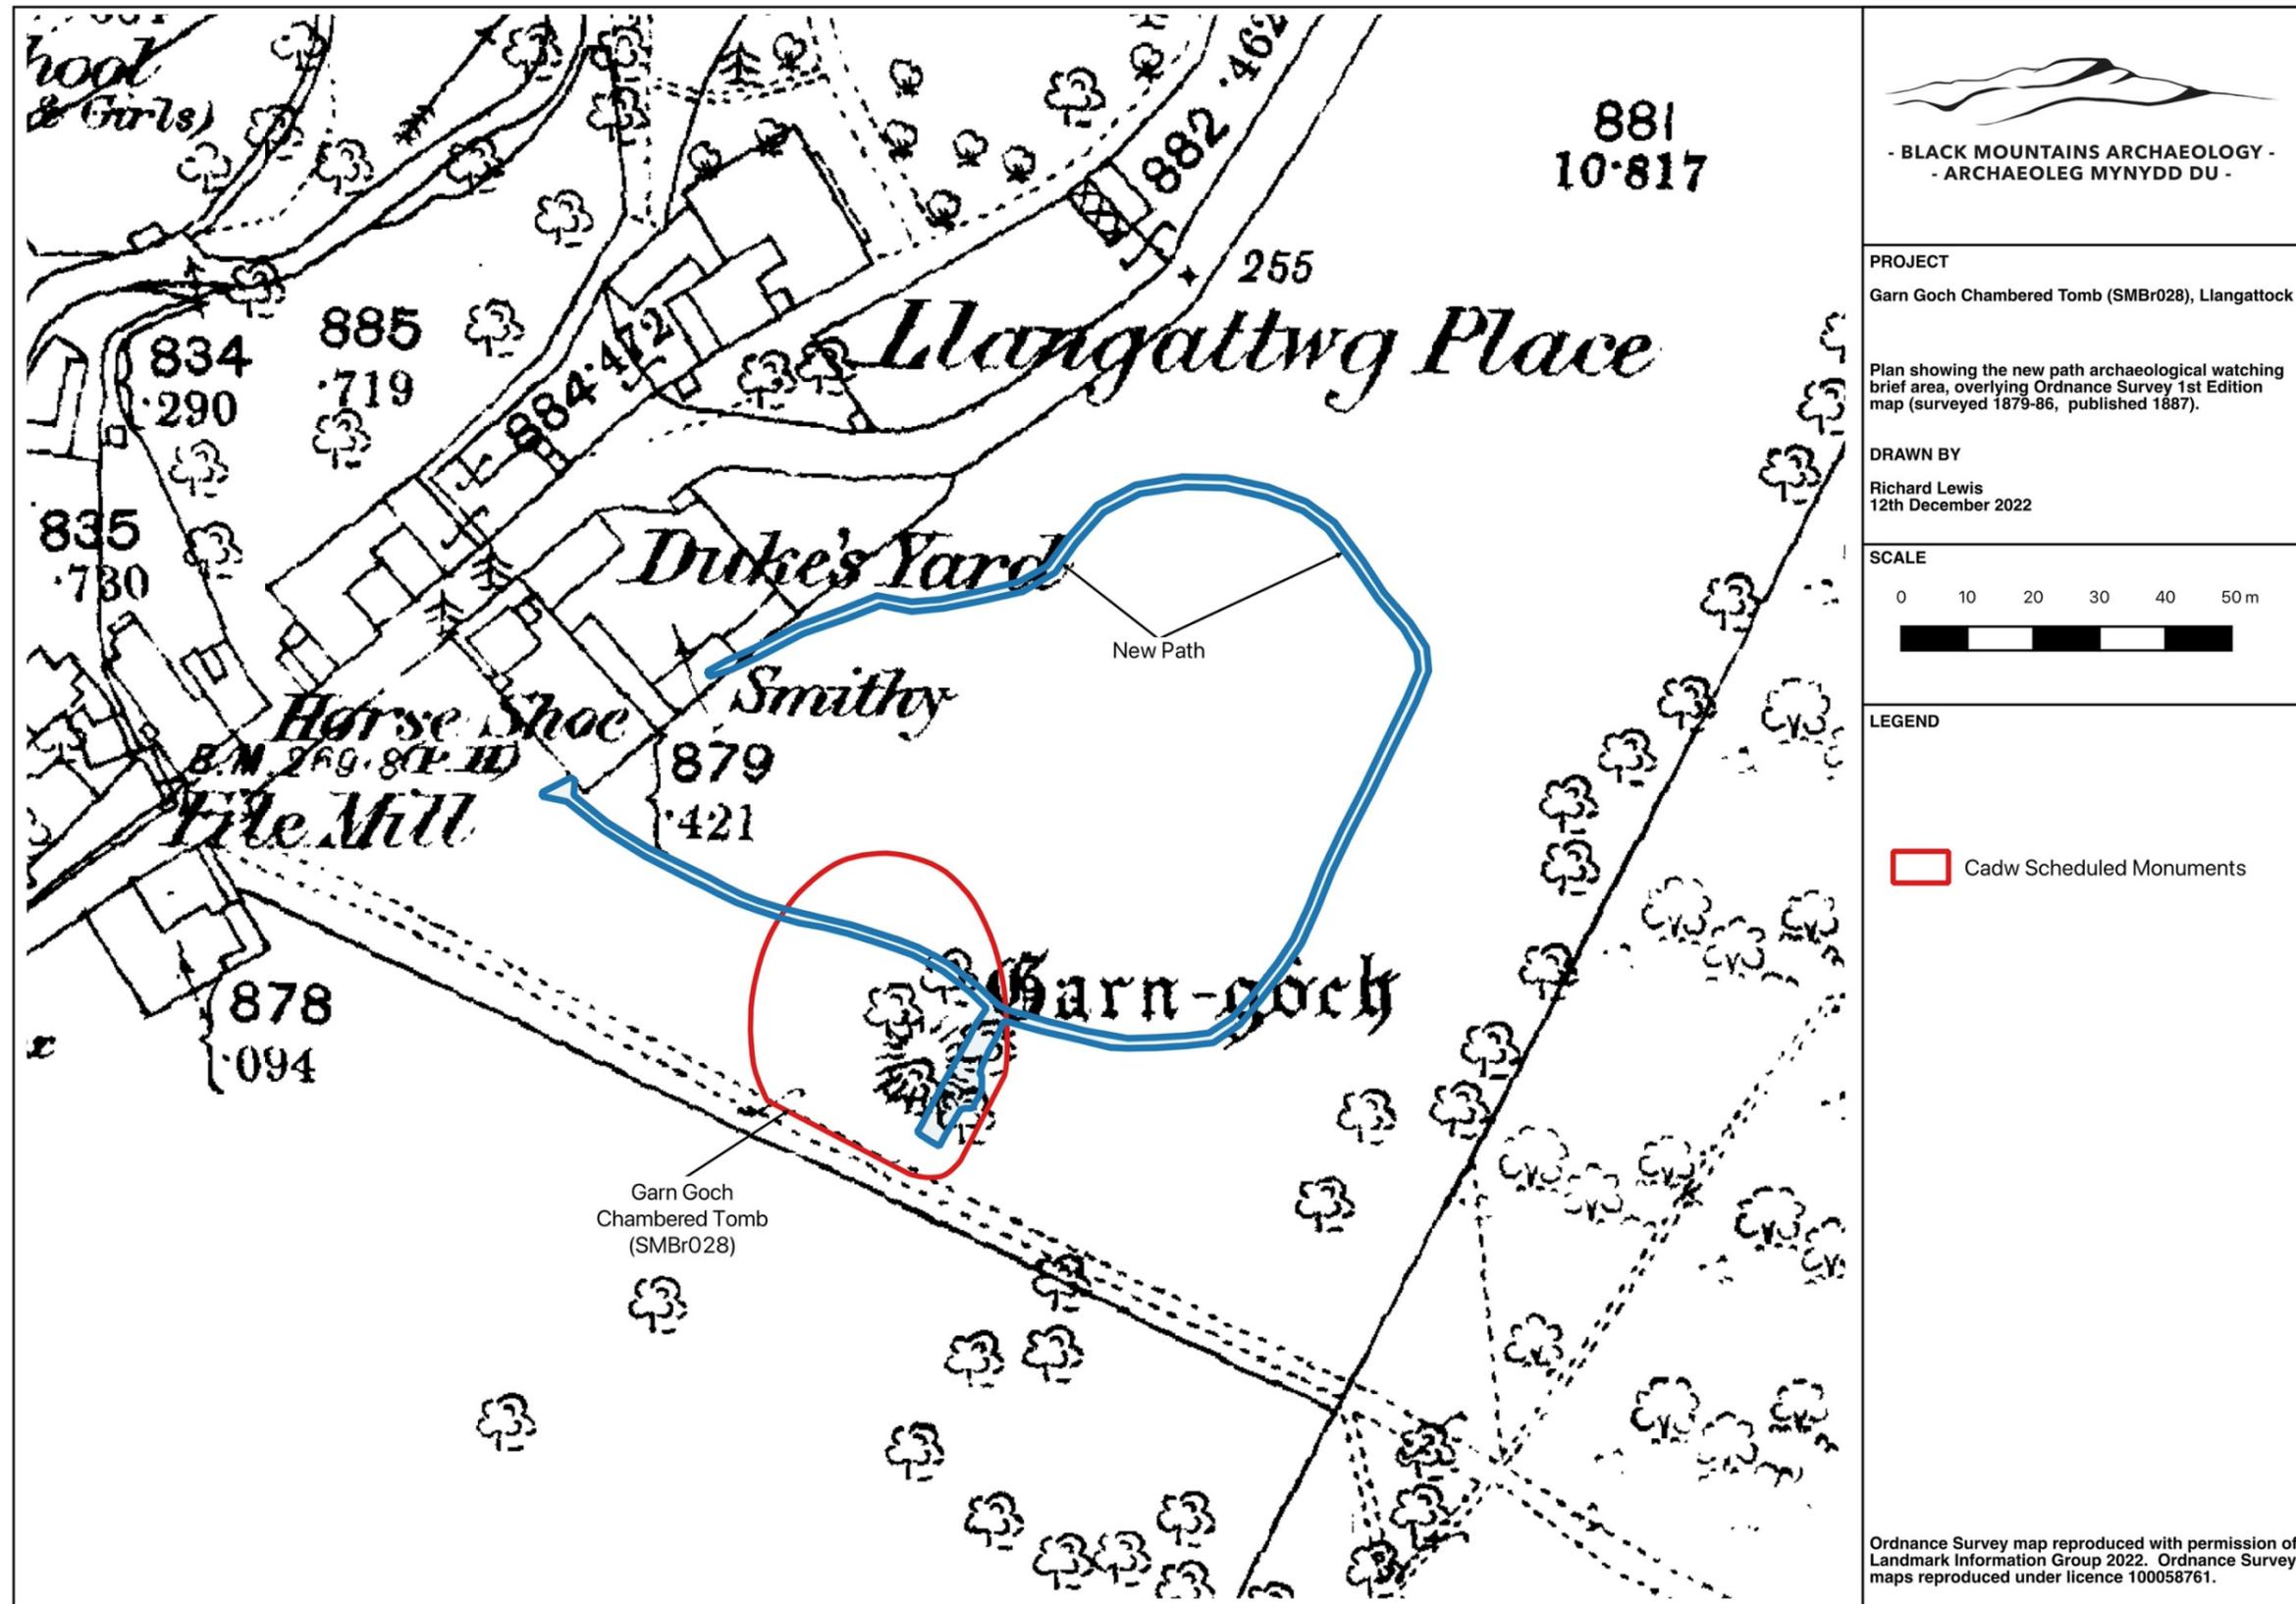 hool
& Girls)
·462
882
881
10·817
255
Llangattwg Place
834
·290
885
·719
884·472
835
·730
Duke's Yard
New Path
Smithy
Horse Shoe
B.M. 269·8 (P.H)
879
·421
Tile Mill
Garn-goch
878
·094
Garn Goch
Chambered Tomb
(SMBr028)
- BLACK MOUNTAINS ARCHAEOLOGY -
- ARCHAEOLEG MYNYDD DU -
PROJECT
Garn Goch Chambered Tomb (SMBr028), Llangattock
Plan showing the new path archaeological watching
brief area, overlying Ordnance Survey 1st Edition
map (surveyed 1879-86, published 1887).
DRAWN BY
Richard Lewis
12th December 2022
SCALE
0 10 20 30 40 50 m
LEGEND
Cadw Scheduled Monuments
Ordnance Survey map reproduced with permission of
Landmark Information Group 2022. Ordnance Survey
maps reproduced under licence 100058761.